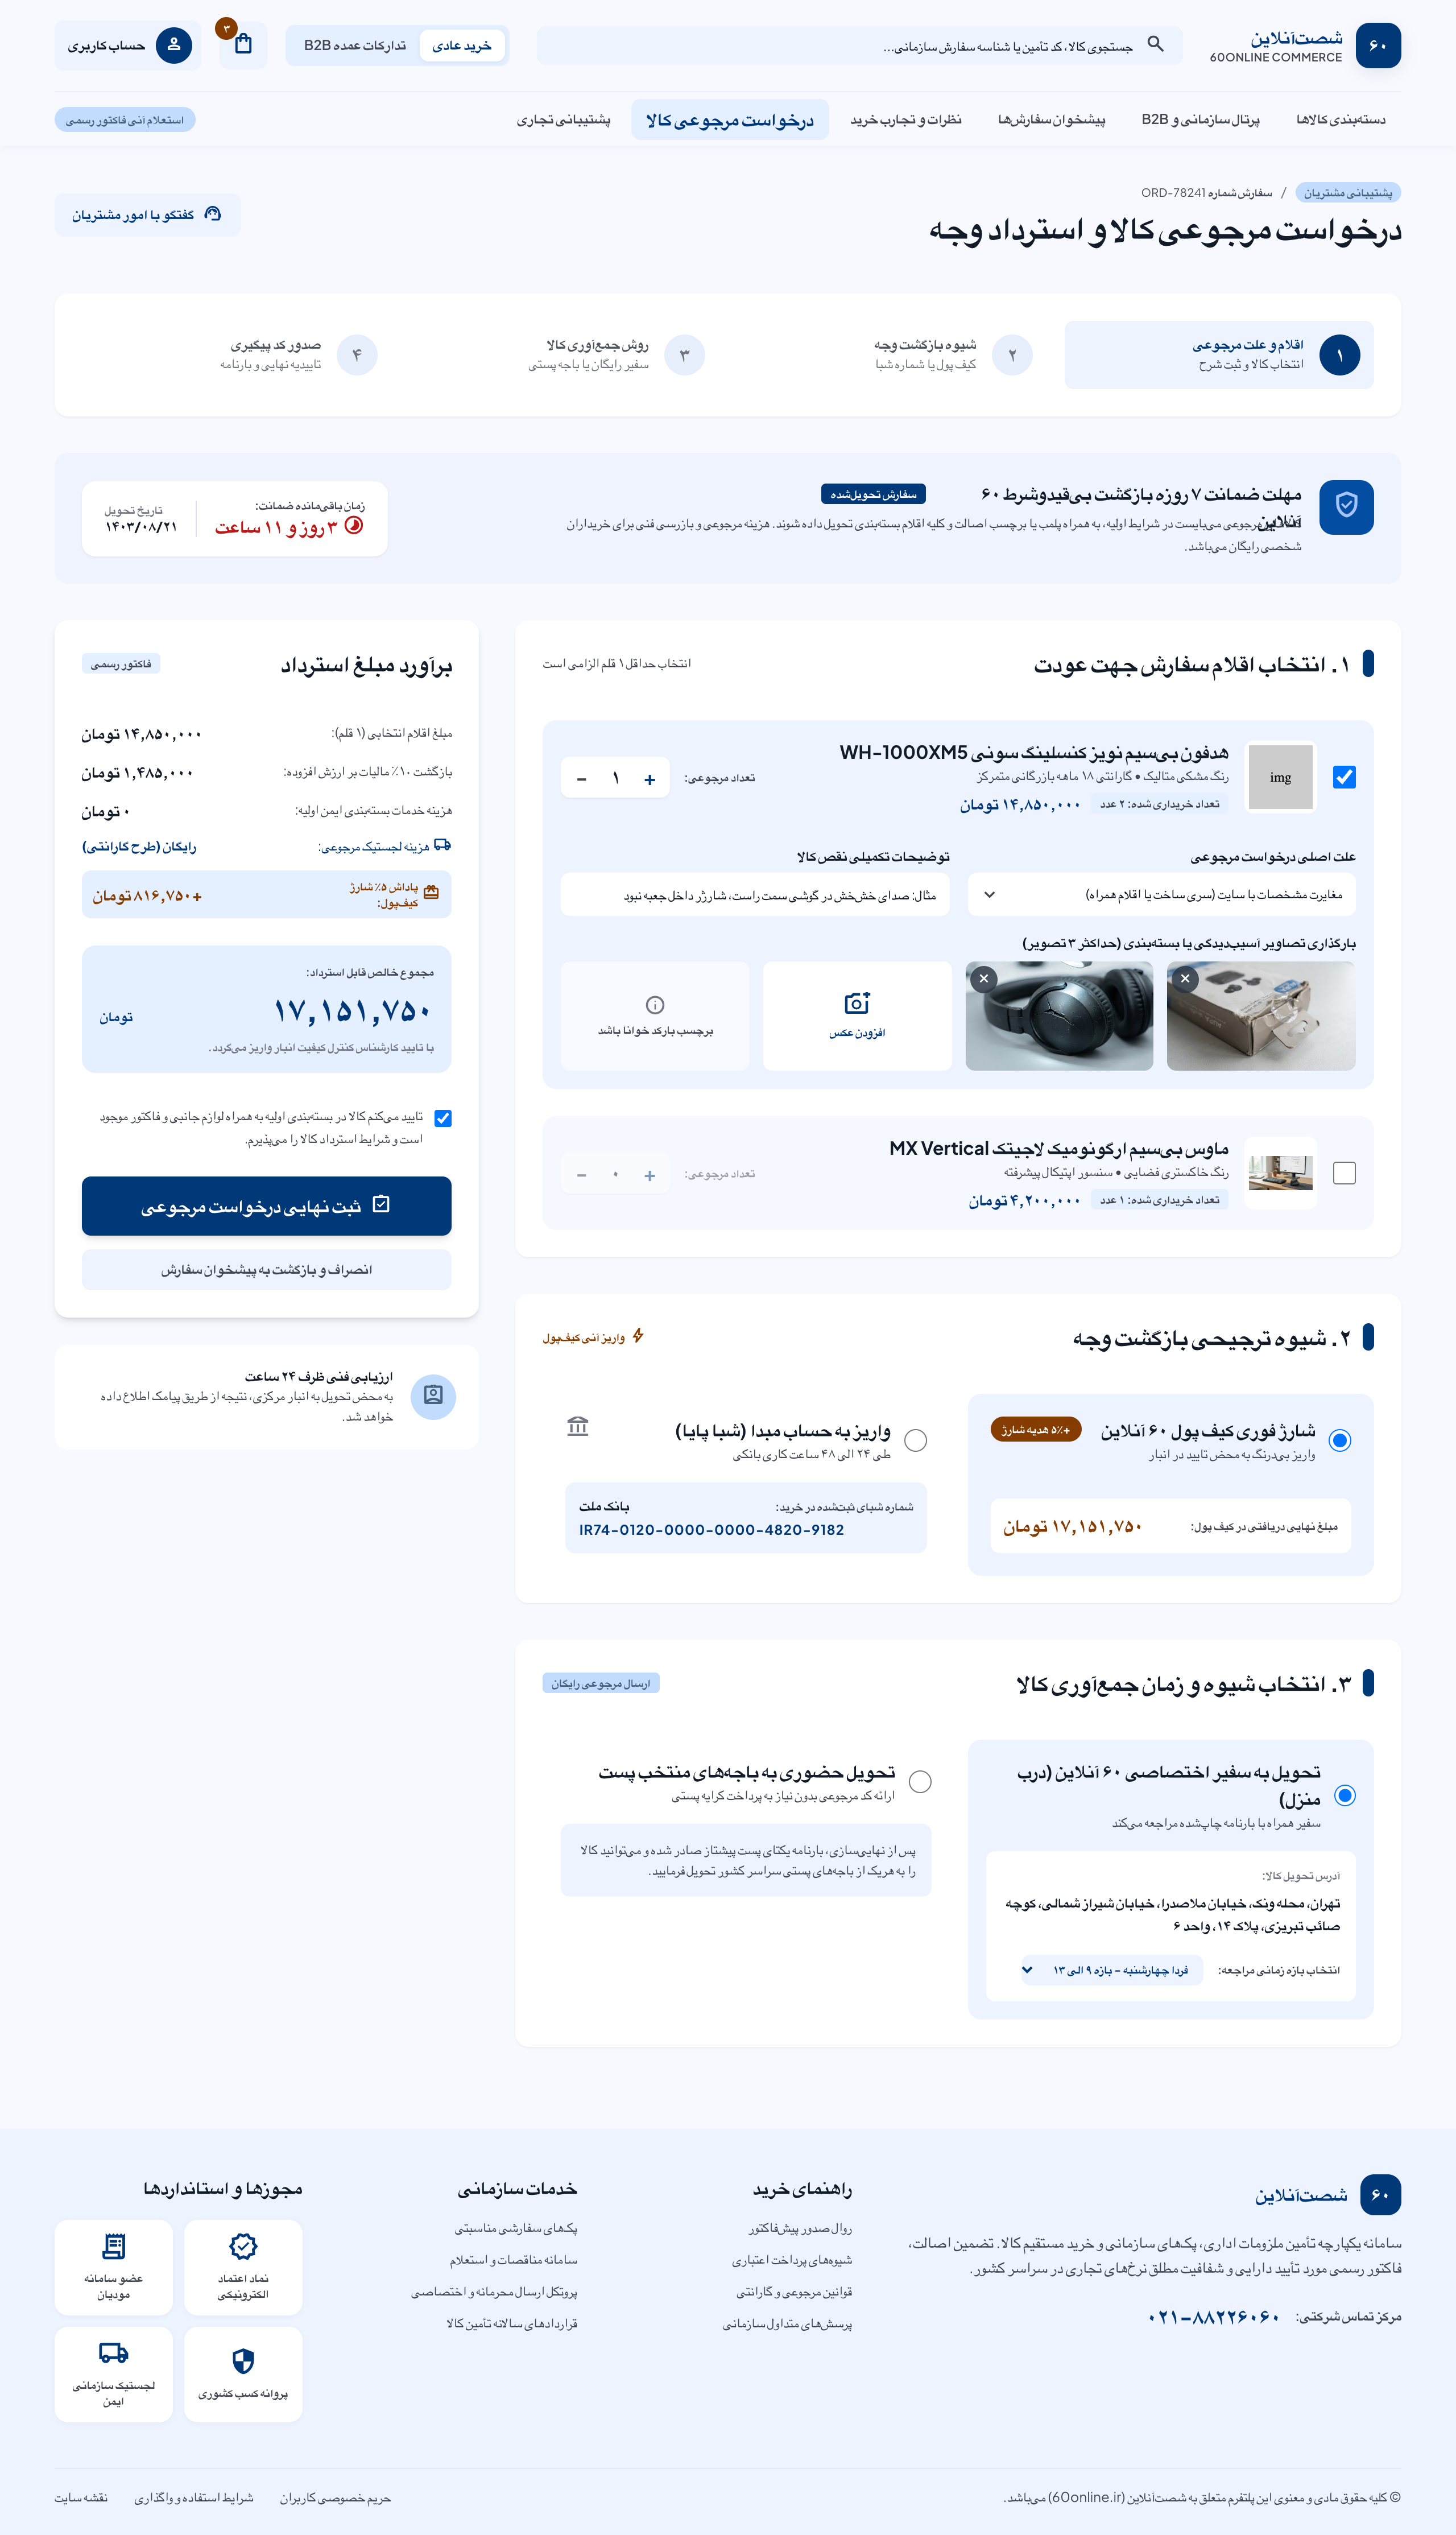 ۶۰
شصت‌آنلاین
60ONLINE COMMERCE
جستجوی کالا، کد تأمین یا شناسه سفارش سازمانی...
خرید عادی
تدارکات عمده B2B
۳
حساب کاربری
دسته‌بندی کالاها
پرتال سازمانی و B2B
پیشخوان سفارش‌ها
نظرات و تجارب خرید
درخواست مرجوعی کالا
پشتیبانی تجاری
استعلام آنی فاکتور رسمی
پشتیبانی مشتریان / سفارش شماره ORD-78241
درخواست مرجوعی کالا و استرداد وجه
گفتگو با امور مشتریان
۱
اقلام و علت مرجوعی
انتخاب کالا و ثبت شرح
۲
شیوه بازگشت وجه
کیف پول یا شماره شبا
۳
روش جمع‌آوری کالا
سفیر رایگان یا باجه پستی
۴
صدور کد پیگیری
تاییدیه نهایی و بارنامه
مهلت ضمانت ۷ روزه بازگشت بی‌قیدوشرط ۶۰
آنلاین
سفارش تحویل‌شده
مرجوعی می‌بایست در شرایط اولیه، به همراه پلمب یا برچسب اصالت و کلیه اقلام بسته‌بندی تحویل داده شوند. هزینه مرجوعی و بازرسی فنی برای خریداران
شخصی رایگان می‌باشد.
زمان باقی‌مانده ضمانت:
۳ روز و ۱۱ ساعت
تاریخ تحویل
۱۴۰۳/۰۸/۲۱
۱. انتخاب اقلام سفارش جهت عودت
انتخاب حداقل ۱ قلم الزامی است
img
هدفون بی‌سیم نویز کنسلینگ سونی WH-1000XM5
رنگ مشکی متالیک • گارانتی ۱۸ ماهه بازرگانی متمرکز
تعداد خریداری شده: ۲ عدد
۱۴,۸۵۰,۰۰۰ تومان
تعداد مرجوعی:
+ ۱ −
علت اصلی درخواست مرجوعی
مغایرت مشخصات با سایت (سری ساخت یا اقلام همراه)
توضیحات تکمیلی نقص کالا
مثال: صدای خش‌خش در گوشی سمت راست، شارژر داخل جعبه نبود
بارگذاری تصاویر آسیب‌دیدگی یا بسته‌بندی (حداکثر ۳ تصویر)
افزودن عکس
برچسب بارکد خوانا باشد
ماوس بی‌سیم ارگونومیک لاجیتک MX Vertical
رنگ خاکستری فضایی • سنسور اپتیکال پیشرفته
تعداد خریداری شده: ۱ عدد
۴,۲۰۰,۰۰۰ تومان
تعداد مرجوعی:
+ ۰ −
برآورد مبلغ استرداد
فاکتور رسمی
مبلغ اقلام انتخابی (۱ قلم):
۱۴,۸۵۰,۰۰۰ تومان
بازگشت ۱۰٪ مالیات بر ارزش افزوده:
۱,۴۸۵,۰۰۰ تومان
هزینه خدمات بسته‌بندی ایمن اولیه:
۰ تومان
هزینه لجستیک مرجوعی:
رایگان (طرح گارانتی)
پاداش ۵٪ شارژ
کیف‌پول:
+۸۱۶,۷۵۰ تومان
مجموع خالص قابل استرداد:
۱۷,۱۵۱,۷۵۰
تومان
با تایید کارشناس کنترل کیفیت انبار واریز می‌گردد.
تایید می‌کنم کالا در بسته‌بندی اولیه به همراه لوازم جانبی و فاکتور موجود
است و شرایط استرداد کالا را می‌پذیرم.
ثبت نهایی درخواست مرجوعی
انصراف و بازگشت به پیشخوان سفارش
ارزیابی فنی ظرف ۲۴ ساعت
به محض تحویل به انبار مرکزی، نتیجه از طریق پیامک اطلاع داده
خواهد شد.
۲. شیوه ترجیحی بازگشت وجه
واریز آنی کیف‌پول
شارژ فوری کیف پول ۶۰ آنلاین
+۵٪ هدیه شارژ
واریز بی‌درنگ به محض تایید در انبار
مبلغ نهایی دریافتی در کیف پول:
۱۷,۱۵۱,۷۵۰ تومان
واریز به حساب مبدا (شبا پایا)
طی ۲۴ الی ۴۸ ساعت کاری بانکی
شماره شبای ثبت‌شده در خرید:
بانک ملت
IR74-0120-0000-0000-4820-9182
۳. انتخاب شیوه و زمان جمع‌آوری کالا
ارسال مرجوعی رایگان
تحویل به سفیر اختصاصی ۶۰ آنلاین (درب
منزل)
سفیر همراه با بارنامه چاپ‌شده مراجعه می‌کند
آدرس تحویل کالا:
تهران، محله ونک، خیابان ملاصدرا، خیابان شیراز شمالی، کوچه
صائب تبریزی، پلاک ۱۴، واحد ۶
انتخاب بازه زمانی مراجعه:
فردا چهارشنبه - بازه ۹ الی ۱۳
تحویل حضوری به باجه‌های منتخب پست
ارائه کد مرجوعی بدون نیاز به پرداخت کرایه پستی
پس از نهایی‌سازی، بارنامه یکتای پست پیشتاز صادر شده و می‌توانید کالا
را به هر یک از باجه‌های پستی سراسر کشور تحویل فرمایید.
۶۰
شصت‌آنلاین
سامانه یکپارچه تأمین ملزومات اداری، پک‌های سازمانی و خرید مستقیم کالا. تضمین اصالت،
فاکتور رسمی مورد تأیید دارایی و شفافیت مطلق نرخ‌های تجاری در سراسر کشور.
مرکز تماس شرکتی:
۰۲۱-۸۸۲۲۶۰۶۰
راهنمای خرید
روال صدور پیش‌فاکتور
شیوه‌های پرداخت اعتباری
قوانین مرجوعی و گارانتی
پرسش‌های متداول سازمانی
خدمات سازمانی
پک‌های سفارشی مناسبتی
سامانه مناقصات و استعلام
پروتکل ارسال محرمانه و اختصاصی
قراردادهای سالانه تأمین کالا
مجوزها و استانداردها
نماد اعتماد
الکترونیکی
عضو سامانه
مودیان
پروانه کسب کشوری
لجستیک سازمانی
ایمن
© کلیه حقوق مادی و معنوی این پلتفرم متعلق به شصت‌آنلاین (60online.ir) می‌باشد.
حریم خصوصی کاربران
شرایط استفاده و واگذاری
نقشه سایت